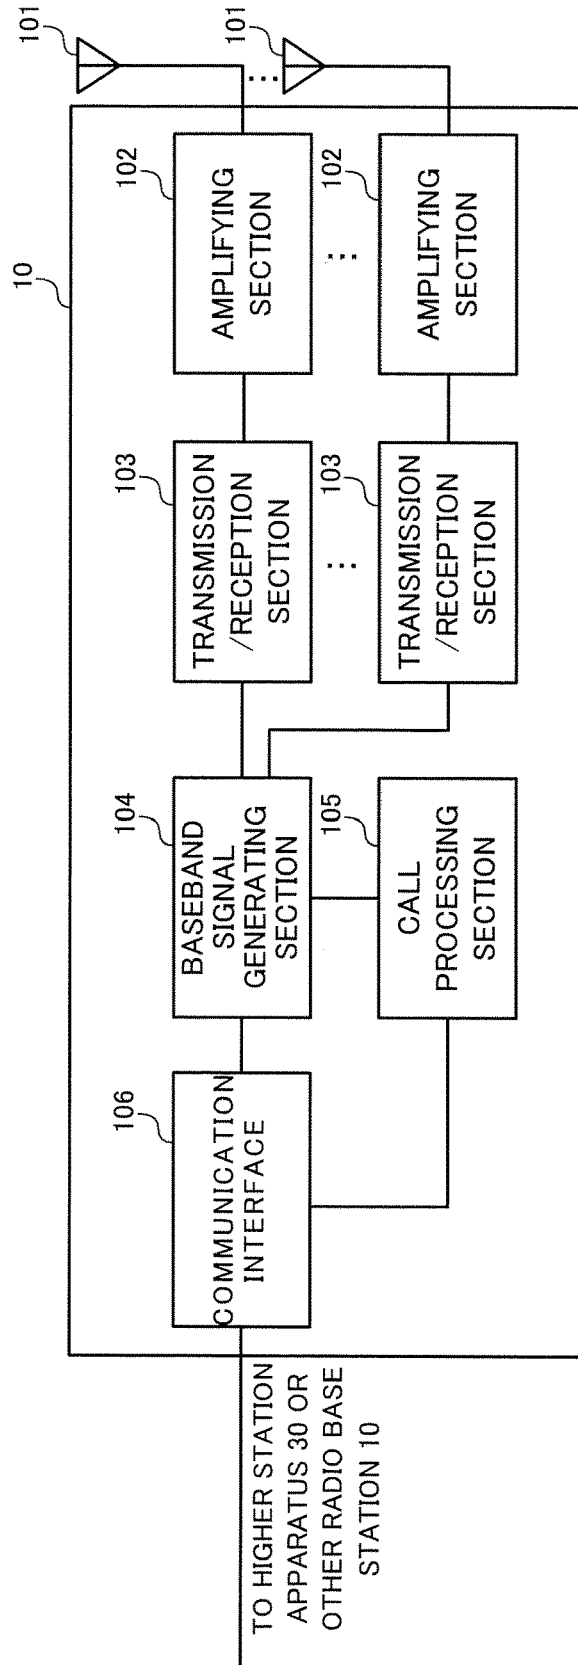 10
101
101
102
AMPLIFYING
SECTION
102
AMPLIFYING
SECTION
103
TRANSMISSION
/RECEPTION
SECTION
103
TRANSMISSION
/RECEPTION
SECTION
104
BASEBAND
SIGNAL
GENERATING
SECTION
105
CALL
PROCESSING
SECTION
106
COMMUNICATION
INTERFACE
TO HIGHER STATION
APPARATUS 30 OR
OTHER RADIO BASE
STATION 10